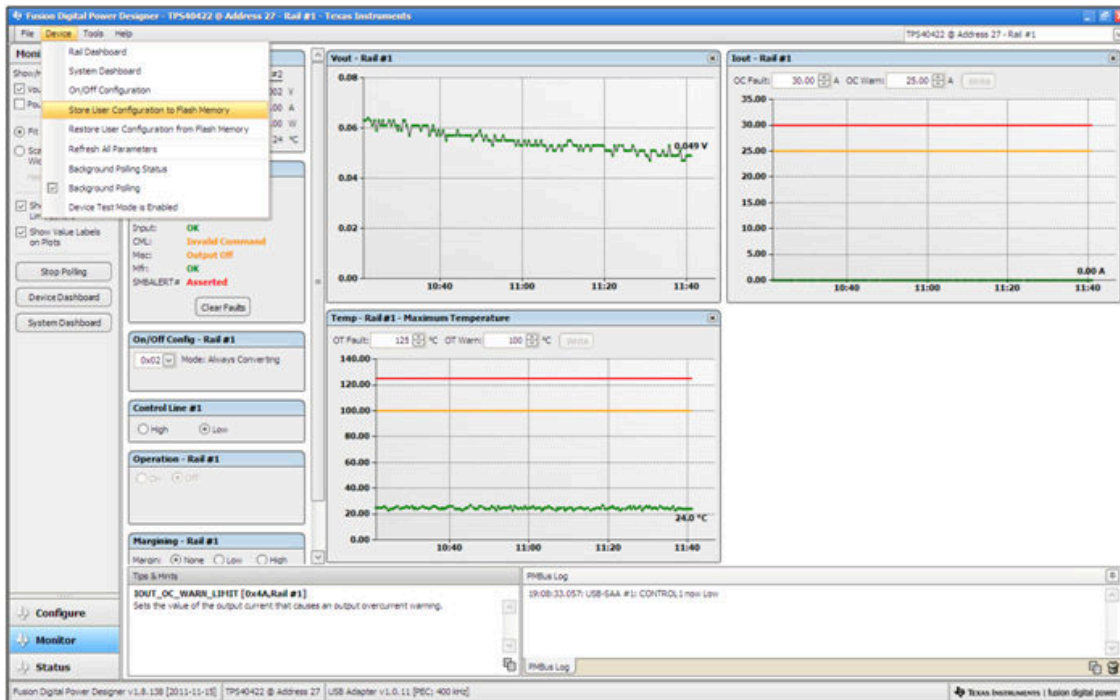 Fusion Digital Power Designer - TPS40422 @ Address 27 - Rail #1 - Texas Instruments
File Device Tools Help
TPS40422 @ Address 27 - Rail #1
Rail Dashboard
System Dashboard
On/Off Configuration
Store User Configuration to Flash Memory
Restore User Configuration from Flash Memory
Refresh All Parameters
Background Polling Status
Background Polling
Device Test Mode is Enabled
Show Value Labels
on Plots
Stop Polling
Device Dashboard
System Dashboard
Configure
Monitor
Status
Input: OK
CML: Invalid Command
Misc: Output Off
Mfr: OK
SMBALERT# Asserted
Clear Faults
On/Off Config - Rail #1
0x02 Mode: Always Converting
Control Line #1
High Low
Operation - Rail #1
On Off
Margining - Rail #1
Margin: None Low High
Vout - Rail #1
0.08
0.06
0.04
0.02
0.00
0.049 V
10:40 11:00 11:20 11:40
Iout - Rail #1
OC Fault: 30.00 A OC Warn: 25.00 A Write
35.00
30.00
25.00
20.00
15.00
10.00
5.00
0.00
0.00 A
10:40 11:00 11:20 11:40
Temp - Rail #1 - Maximum Temperature
OT Fault: 125 °C OT Warn: 100 °C Write
140.00
120.00
100.00
80.00
60.00
40.00
20.00
0.00
24.0 °C
10:40 11:00 11:20 11:40
Tips & Hints
IOUT_OC_WARN_LIMIT [0x4A,Rail #1]
Sets the value of the output current that causes an output overcurrent warning.
PMBus Log
19:08:33.057: USB-SAA #1: CONTROL1 now Low
PMBus Log
Fusion Digital Power Designer v1.8.138 [2011-11-15] TPS40422 @ Address 27 USB Adapter v1.0.11 [PEC; 400 kHz]
TEXAS INSTRUMENTS | fusion digital power